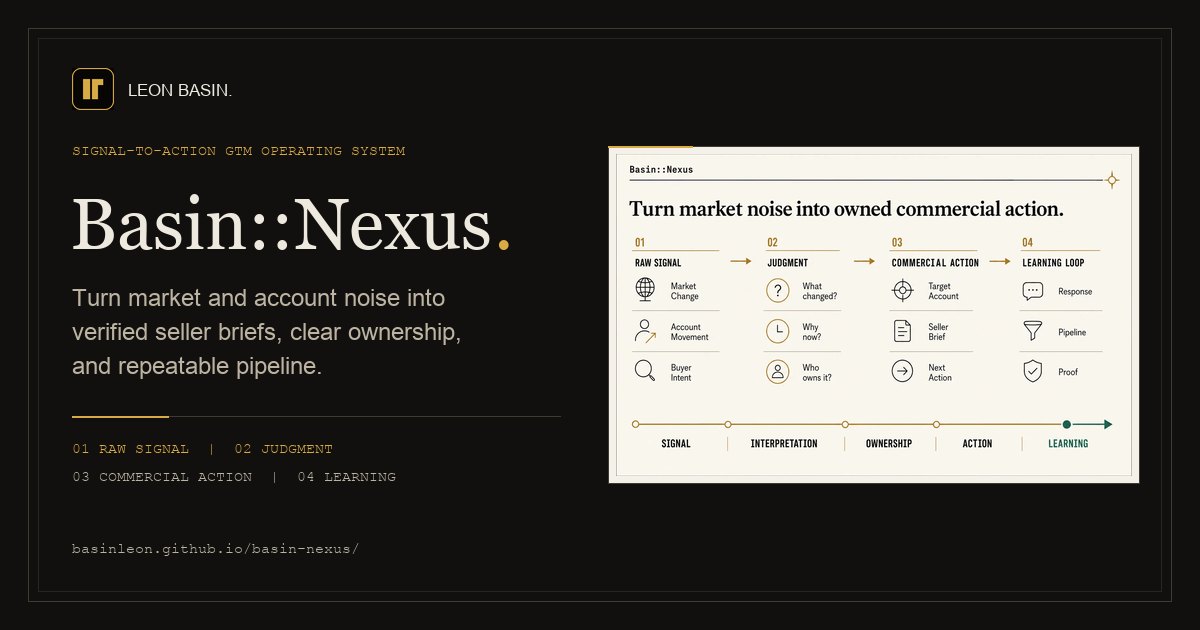 LEON BASIN.
SIGNAL-TO-ACTION GTM OPERATING SYSTEM
Basin::Nexus.
Turn market and account noise into
verified seller briefs, clear ownership,
and repeatable pipeline.
01 RAW SIGNAL | 02 JUDGMENT
03 COMMERCIAL ACTION | 04 LEARNING
basinleon.github.io/basin-nexus/
Basin::Nexus
Turn market noise into owned commercial action.
01
RAW SIGNAL
Market
Change
Account
Movement
Buyer
Intent
02
JUDGMENT
?
What
changed?
Why
now?
Who
owns it?
03
COMMERCIAL ACTION
Target
Account
Seller
Brief
Next
Action
04
LEARNING LOOP
Response
Pipeline
Proof
SIGNAL | INTERPRETATION | OWNERSHIP | ACTION | LEARNING